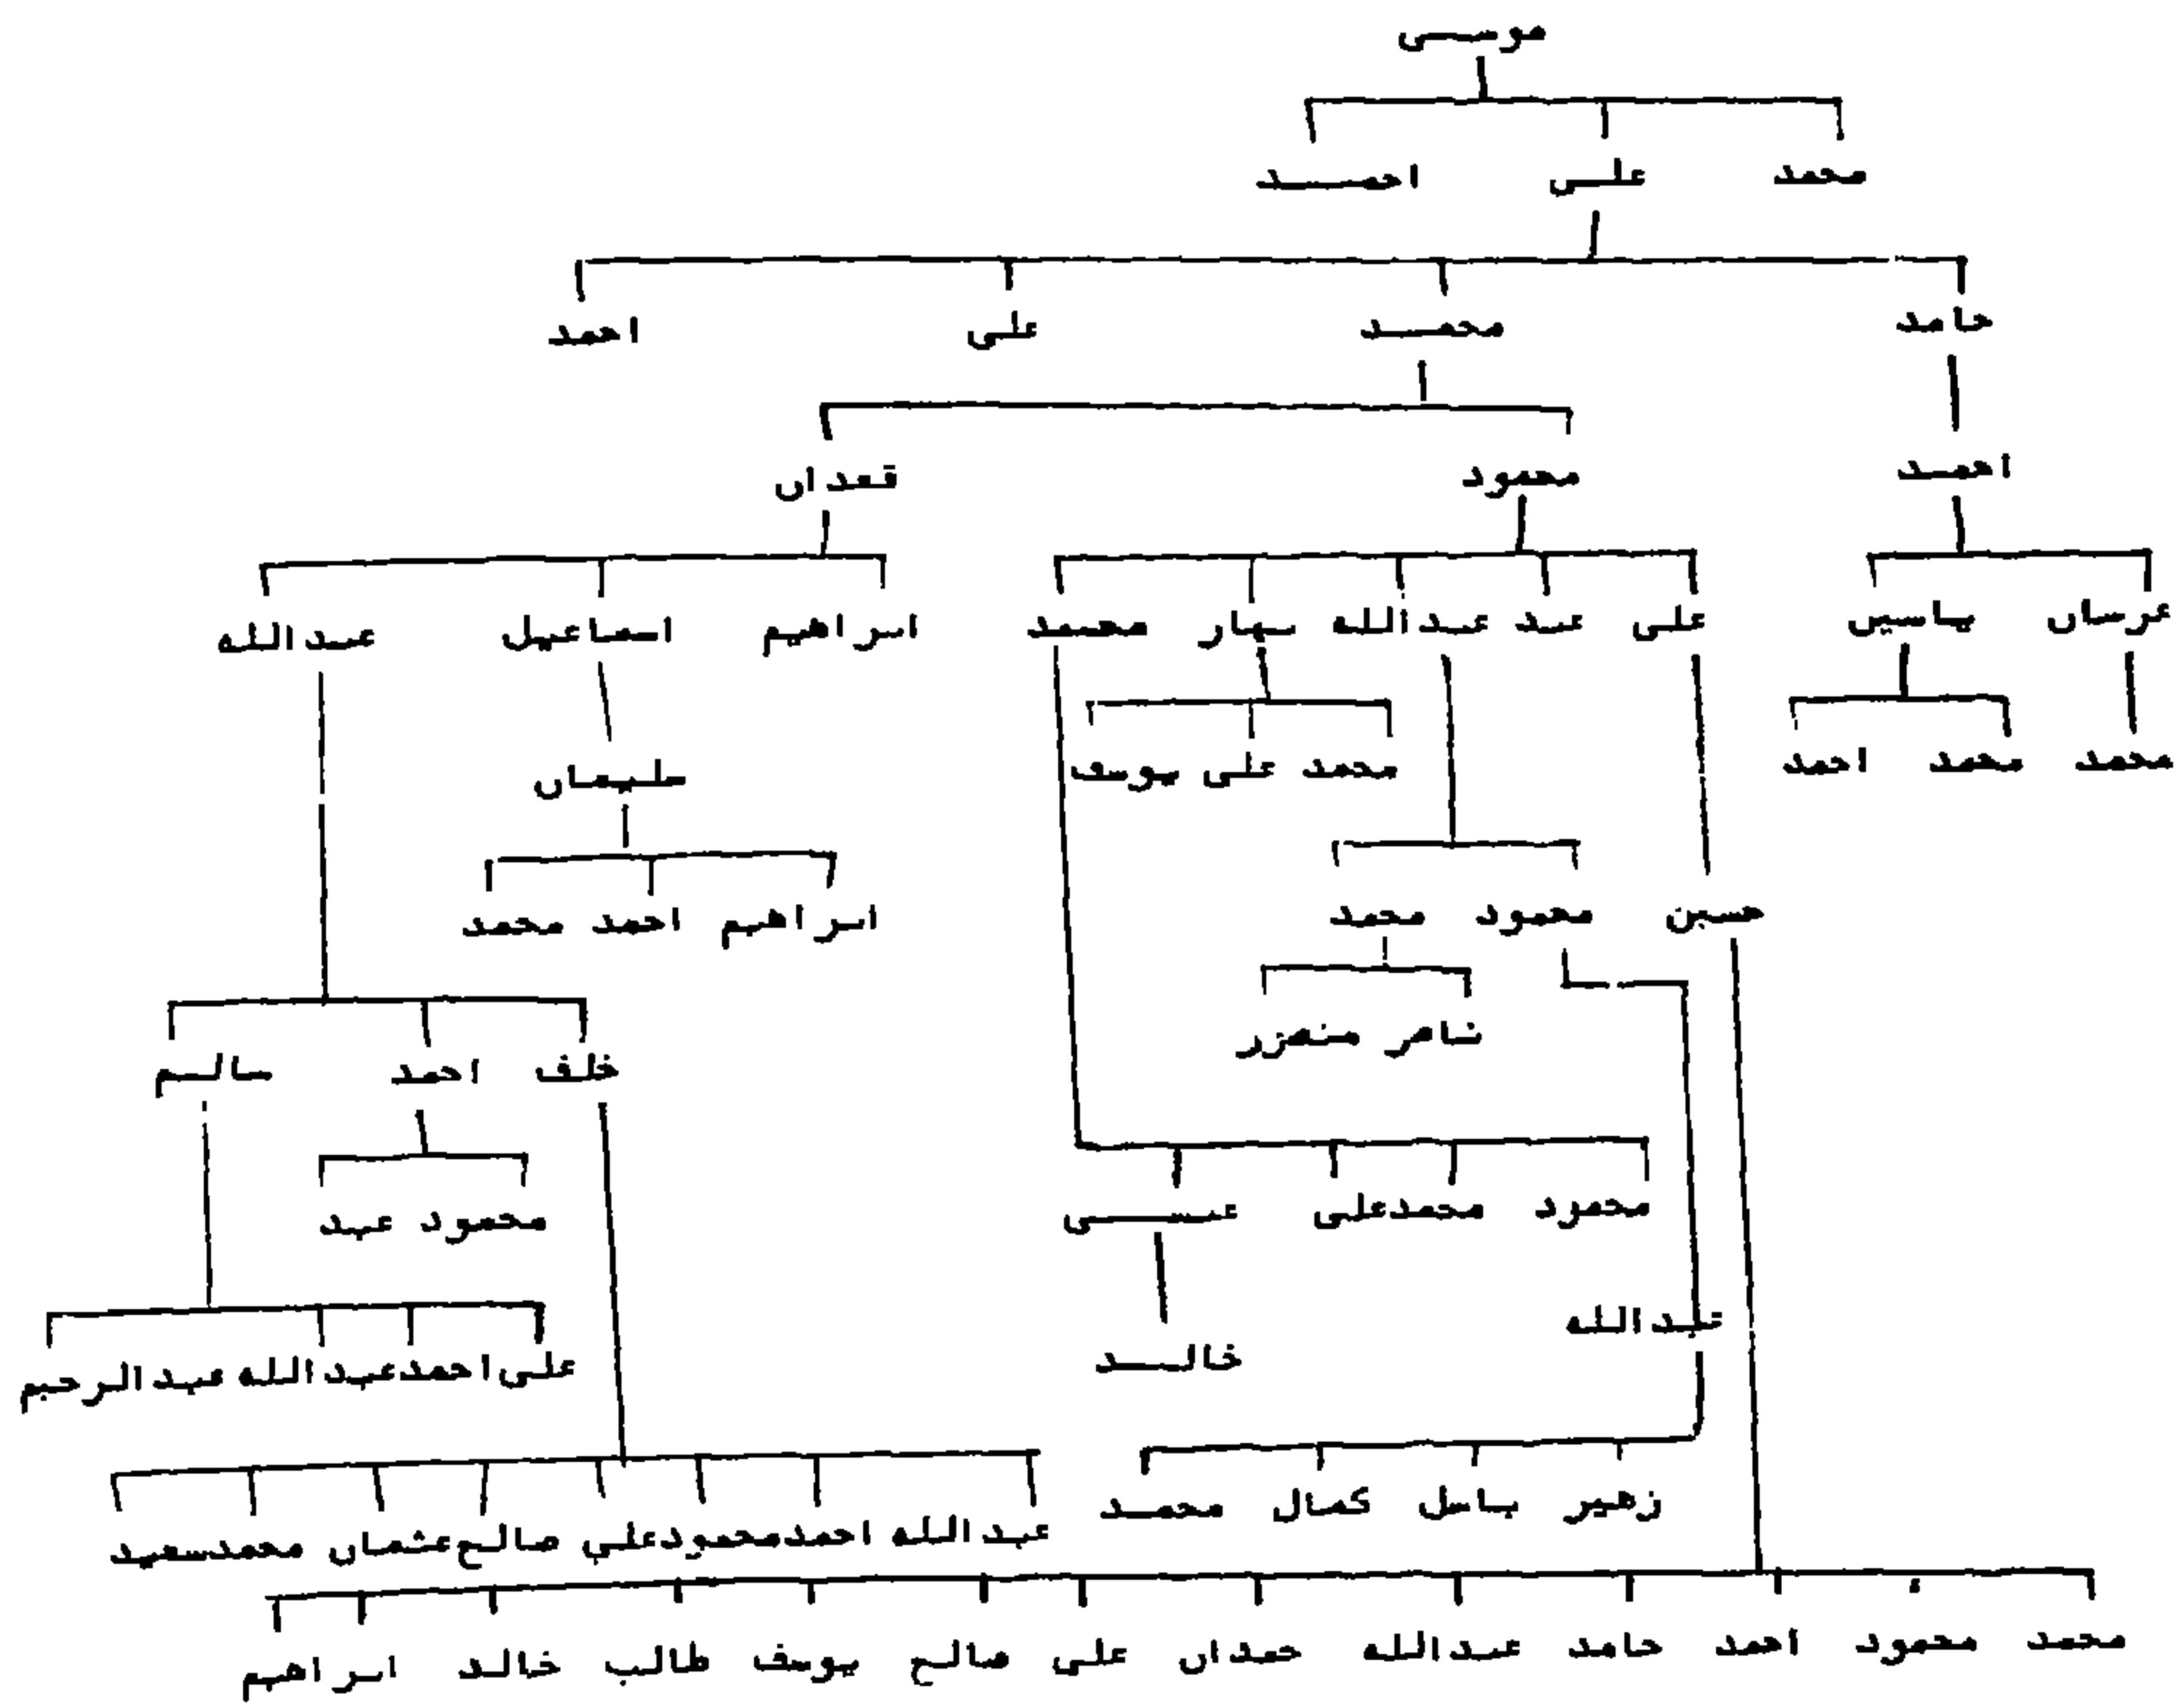 موسى
محمد علي احمد
حامد محمد علي احمد
احمد محمود قعدان
عرسان ياسين علي عبد عبدالله نهار محمد ابراهيم اسماعيل عبدالله
محمد محمد احمد محمد علي يوسف سليمان
حسين محمود محمد ابراهيم احمد محمد
ثامر منصور
خلف احمد سالم
محمود محمد علي عيسى محمود عبد
عبدالله
خالد علي احمد عبدالله عبدالرحيم
زهير باسل كمال محمد
عبدالله احمد محمود علي صالح عثمان محمد سعيد
محمد محمود احمد حامد عبدالله حمدان علي صالح يوسف طالب خالد ابراهيم